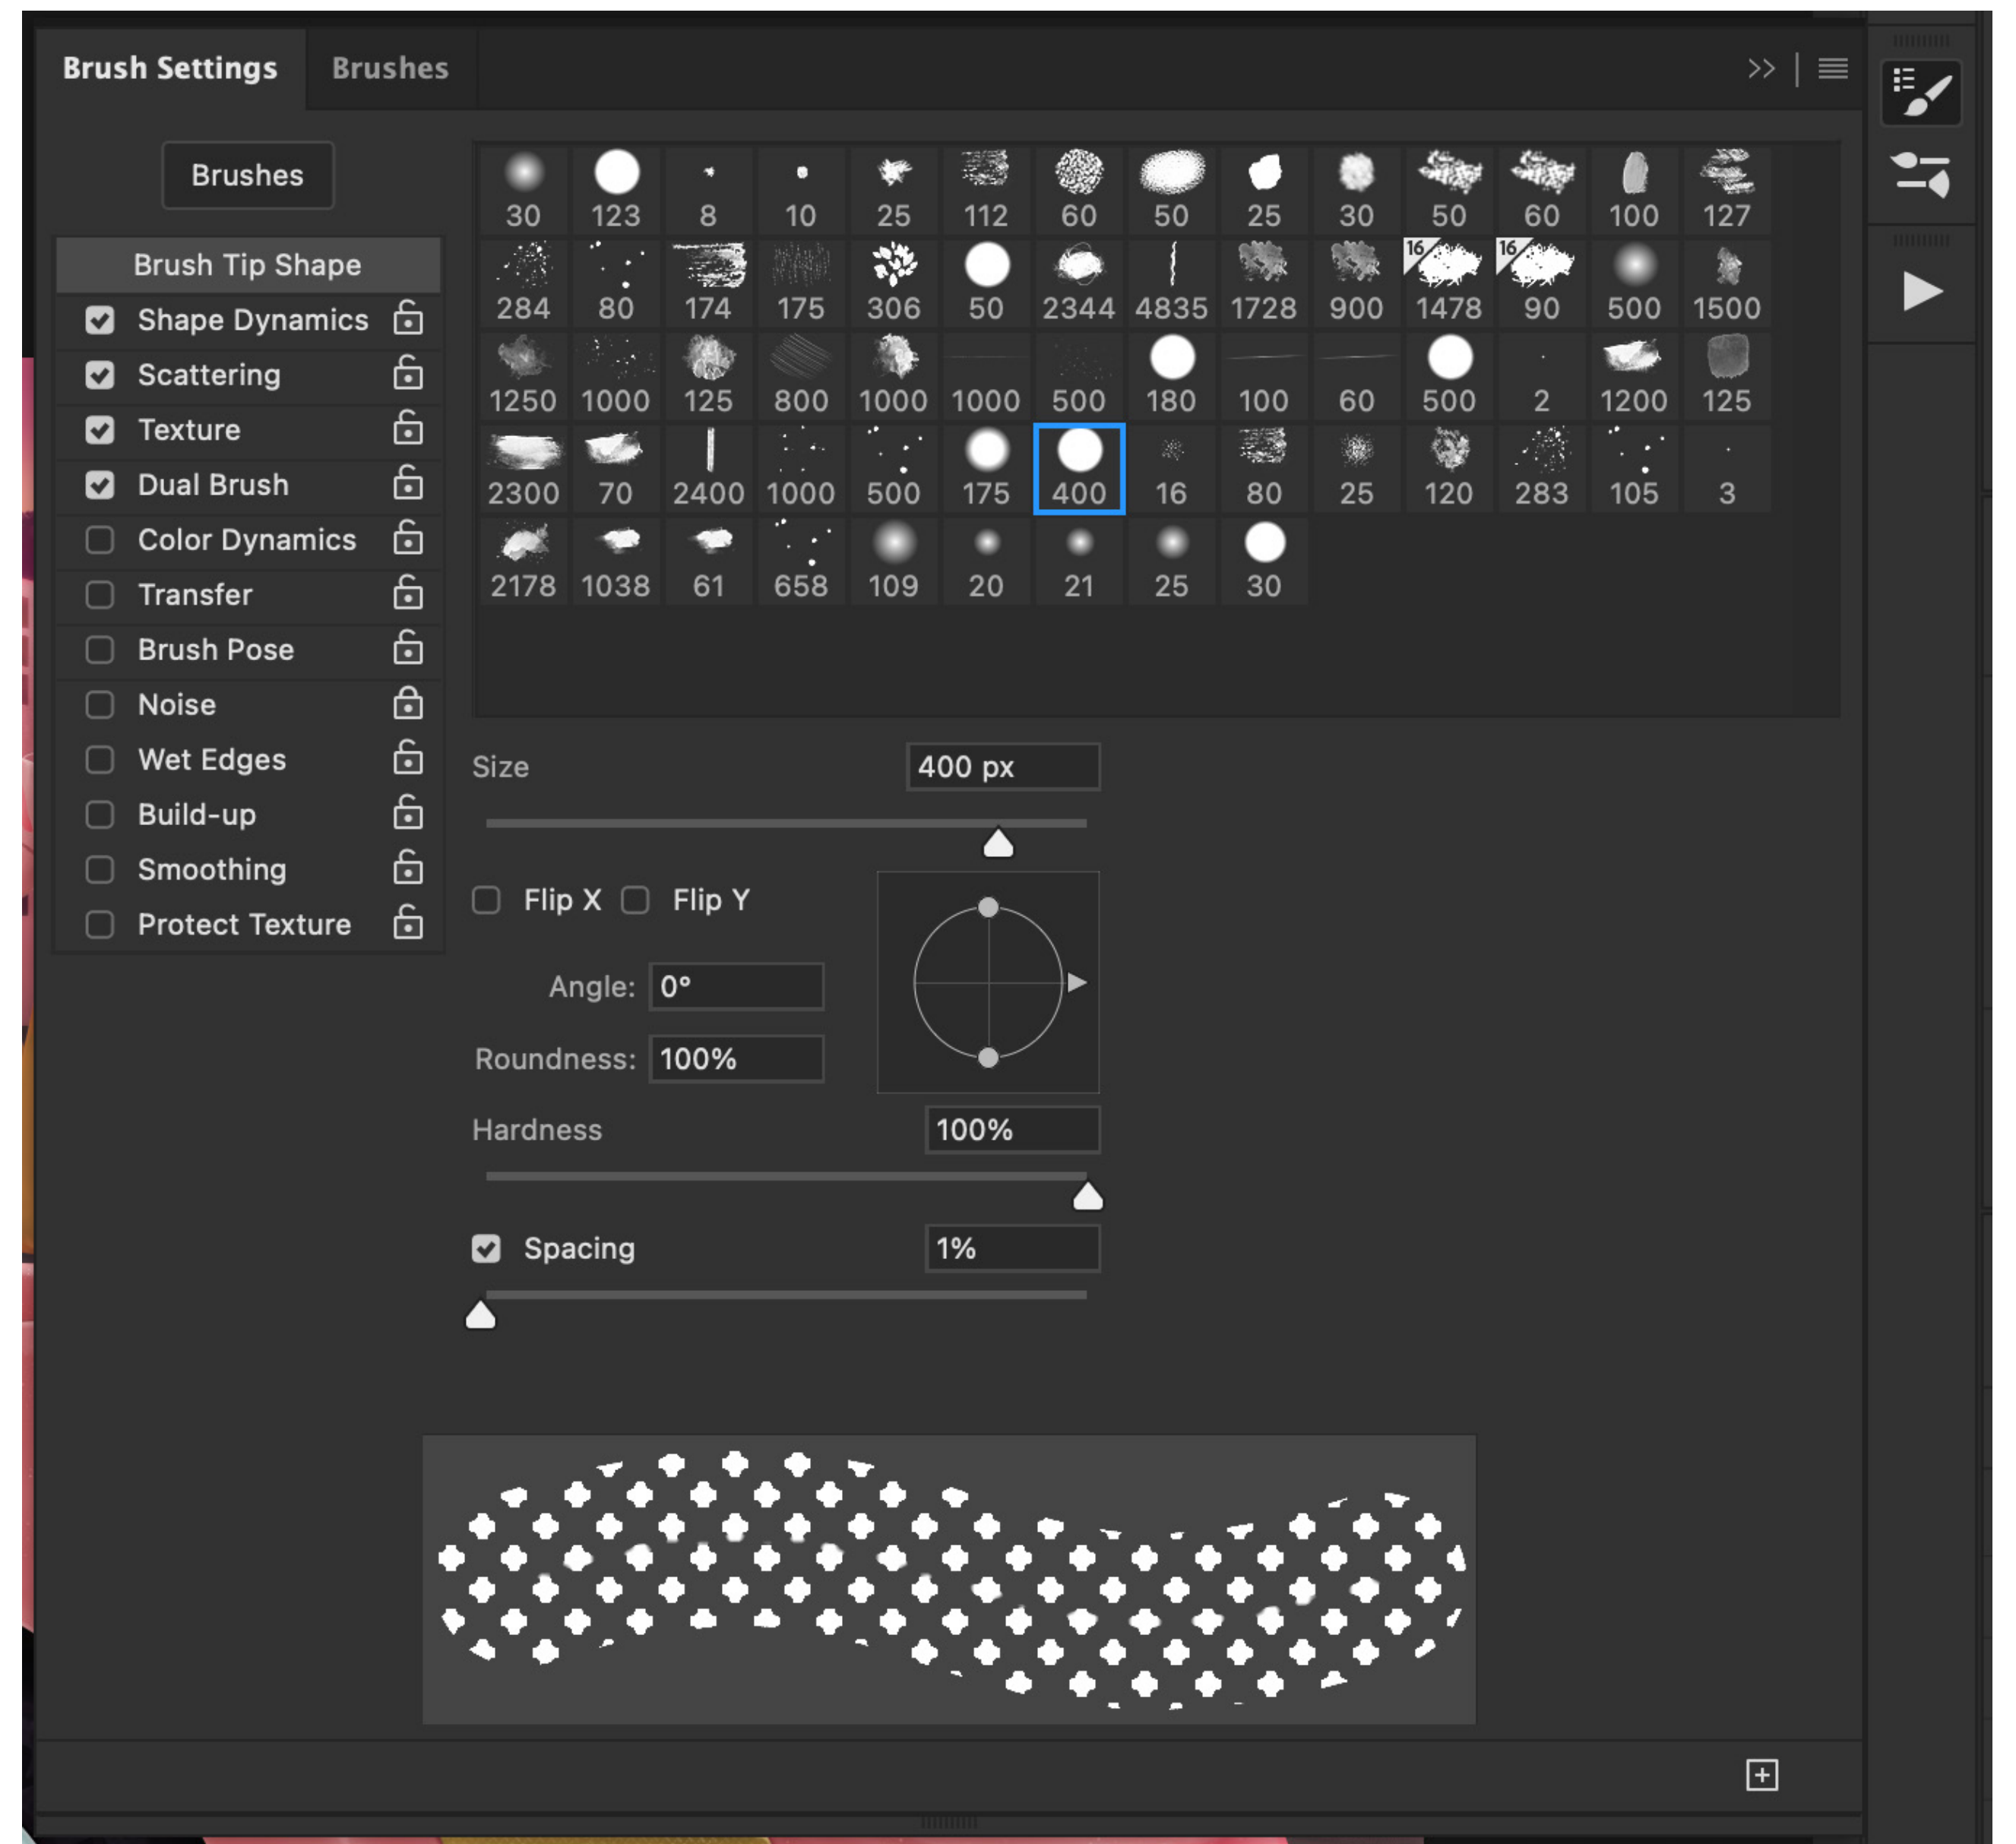 Brush Settings Brushes
Brushes
Brush Tip Shape
Shape Dynamics
Scattering
Texture
Dual Brush
Color Dynamics
Transfer
Brush Pose
Noise
Wet Edges
Build-up
Smoothing
Protect Texture
30 123 8 10 25 112 60 50 25 30 50 60 100 127
16 16
284 80 174 175 306 50 2344 4835 1728 900 1478 90 500 1500
1250 1000 125 800 1000 1000 500 180 100 60 500 2 1200 125
2300 70 2400 1000 500 175 400 16 80 25 120 283 105 3
2178 1038 61 658 109 20 21 25 30
Size 400 px
Flip X Flip Y
Angle: 0°
Roundness: 100%
Hardness 100%
Spacing 1%